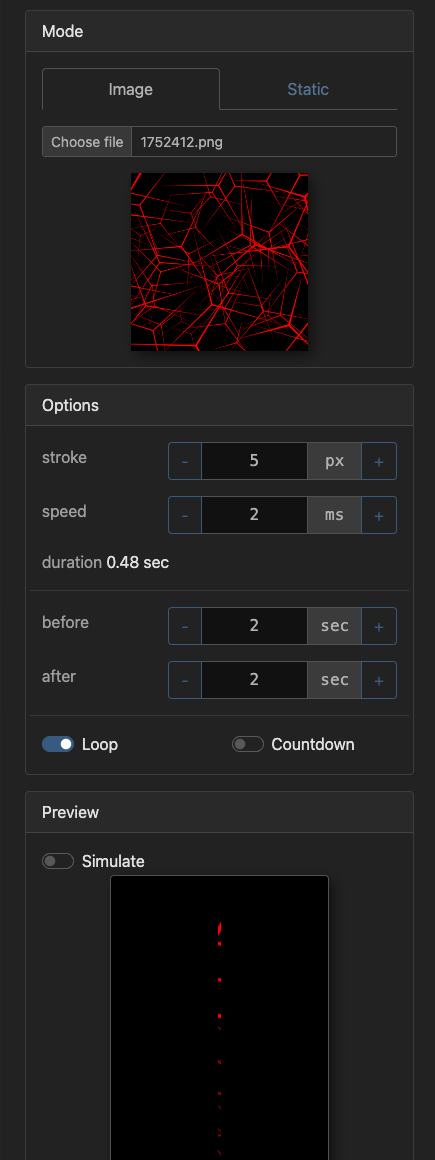 Mode
Image Static
Choose file 1752412.png
Options
stroke - 5 px +
speed - 2 ms +
duration 0.48 sec
before - 2 sec +
after - 2 sec +
Loop Countdown
Preview
Simulate